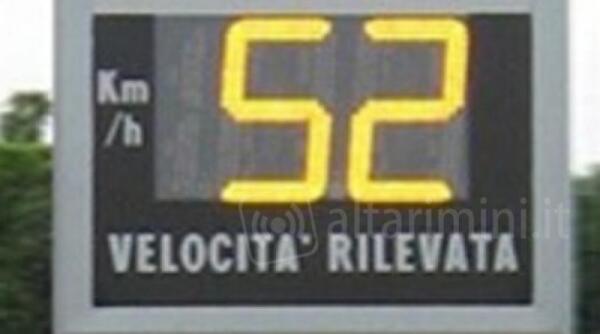 52
Km
/h
altarimini.it
VELOCITA' RILEVATA